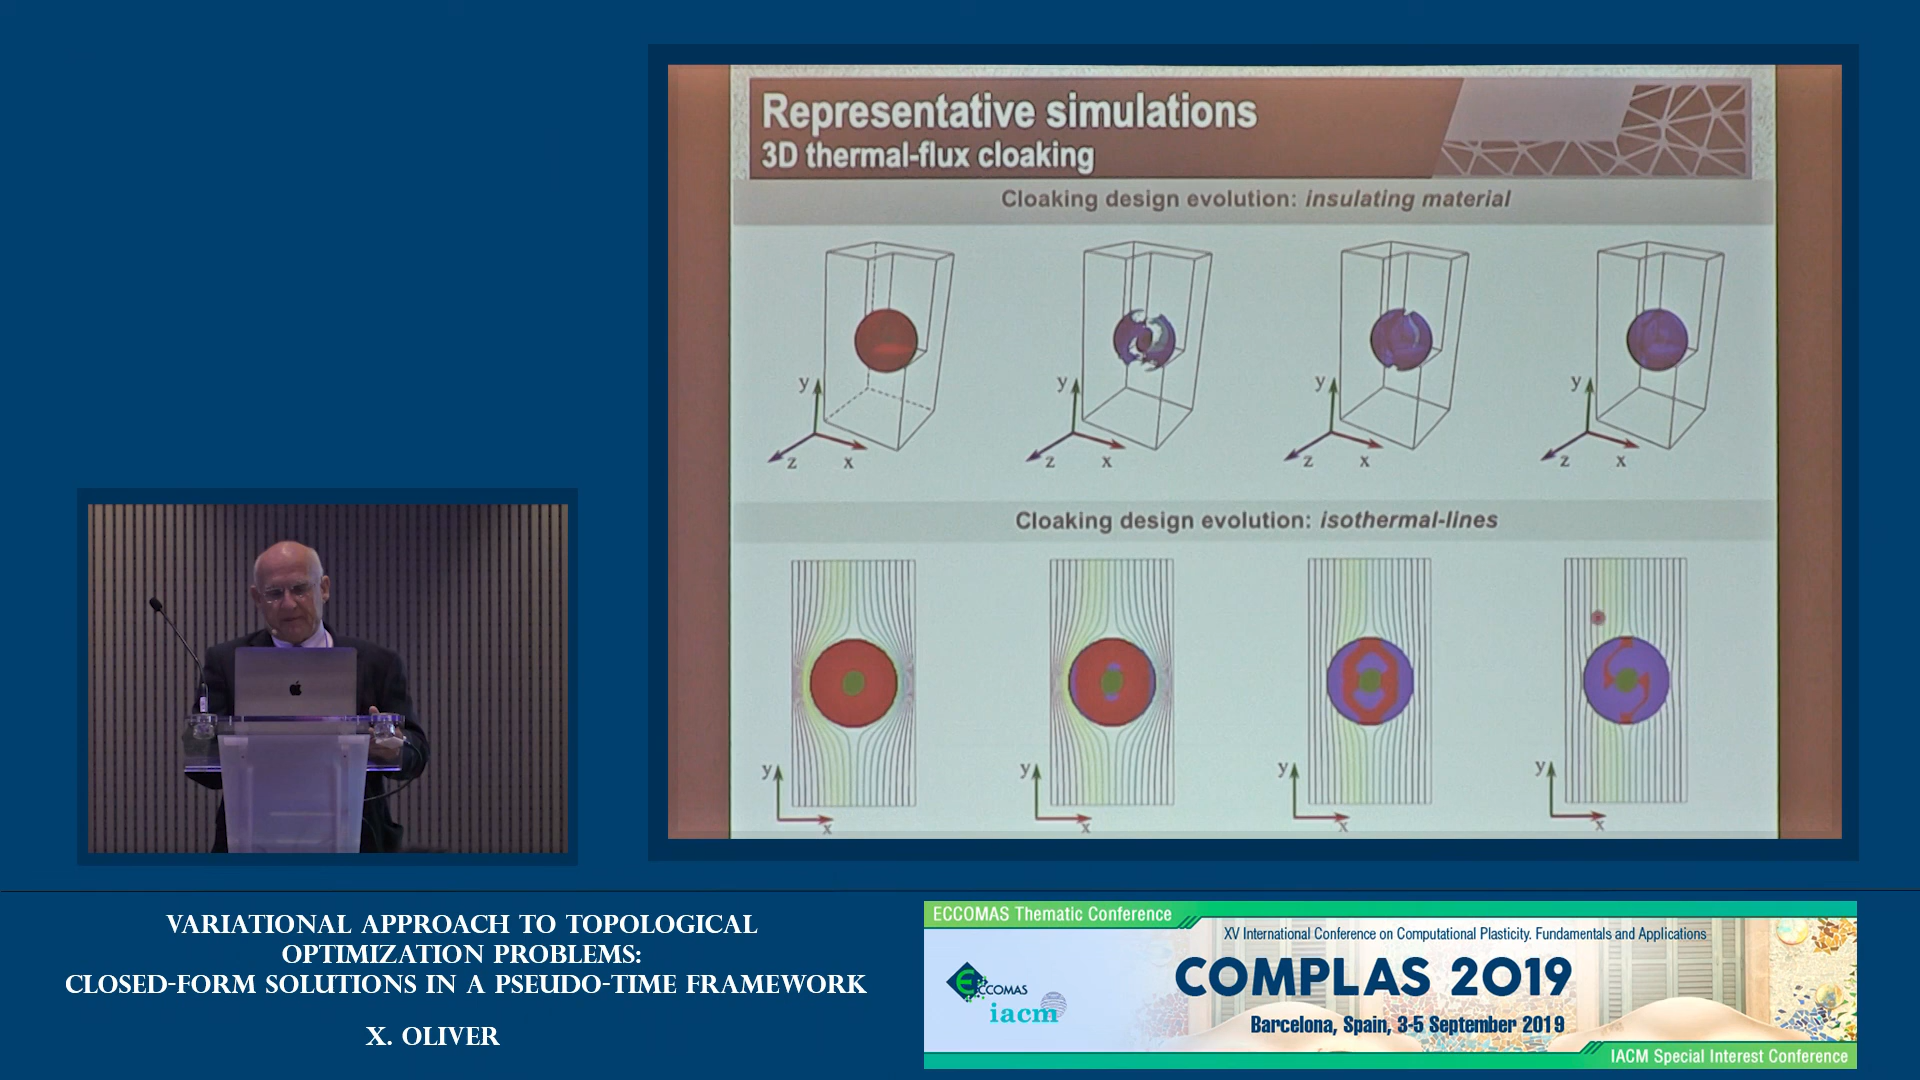 Representative simulations
3D thermal-flux cloaking
Cloaking design evolution: insulating material
y
z
x
y
z
x
y
z
x
y
z
x
Cloaking design evolution: isothermal-lines
y
x
y
x
y
x
y
x
VARIATIONAL APPROACH TO TOPOLOGICAL
OPTIMIZATION PROBLEMS:
CLOSED-FORM SOLUTIONS IN A PSEUDO-TIME FRAMEWORK
X. OLIVER
ECCOMAS Thematic Conference
XV International Conference on Computational Plasticity. Fundamentals and Applications
COMPLAS 2019
ECCOMAS
iacm
Barcelona, Spain, 3-5 September 2019
IACM Special Interest Conference